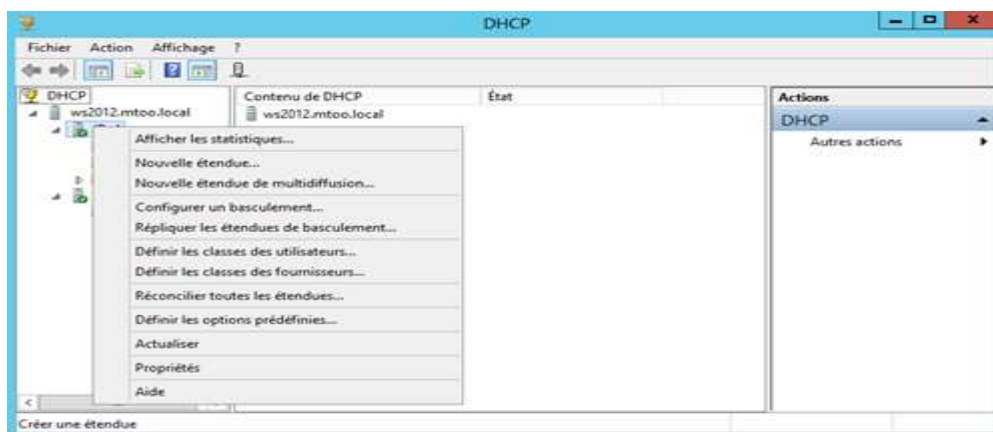 DHCP
Fichier Action Affichage ?
DHCP
ws2012.mtoo.local
Contenu de DHCP
État
ws2012.mtoo.local
Actions
DHCP
Autres actions
Afficher les statistiques...
Nouvelle étendue...
Nouvelle étendue de multidiffusion...
Configurer un basculement...
Répliquer les étendues de basculement...
Définir les classes des utilisateurs...
Définir les classes des fournisseurs...
Réconcilier toutes les étendues...
Définir les options prédéfinies...
Actualiser
Propriétés
Aide
Créer une étendue